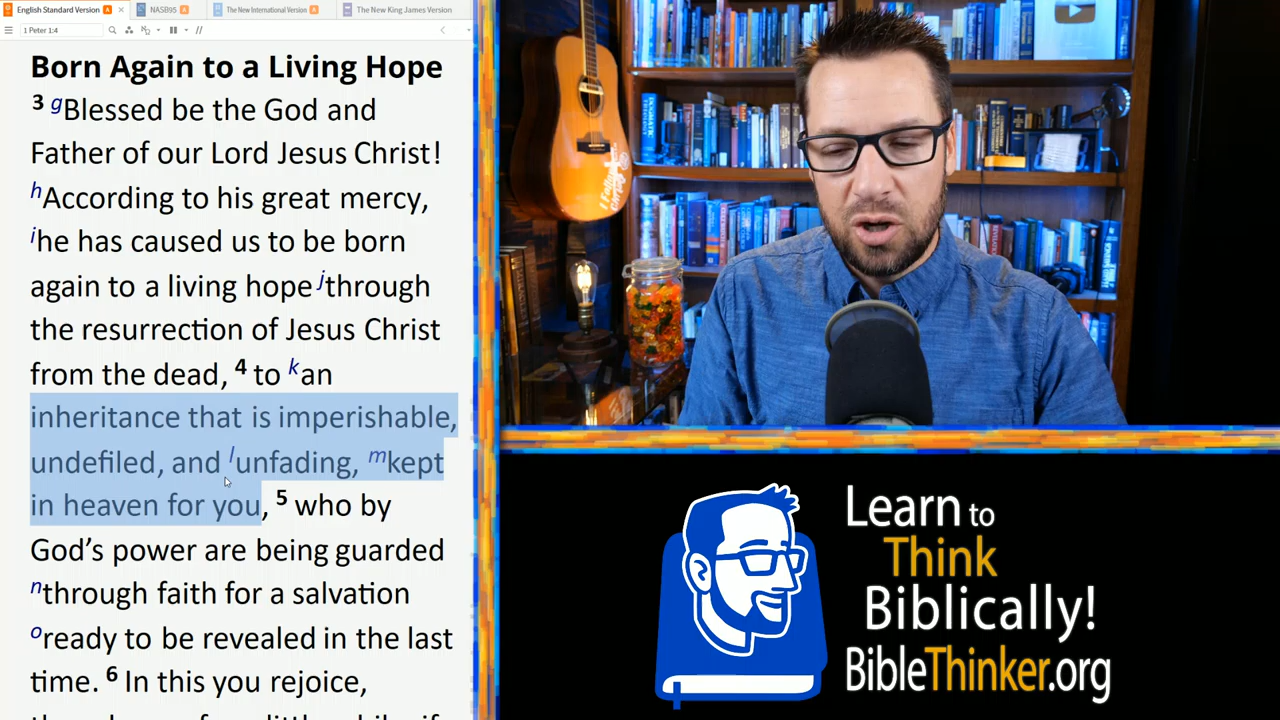 English Standard Version A
NASB95 A
The New International Version A
The New King James Version
1 Peter 1:4
Born Again to a Living Hope
3 gBlessed be the God and
Father of our Lord Jesus Christ!
hAccording to his great mercy,
ihe has caused us to be born
again to a living hope jthrough
the resurrection of Jesus Christ
from the dead, 4 to kan
inheritance that is imperishable,
undefiled, and lunfading, mkept
in heaven for you, 5 who by
God's power are being guarded
nthrough faith for a salvation
oready to be revealed in the last
time. 6 In this you rejoice,
Learn to
Think
Biblically!
BibleThinker.org